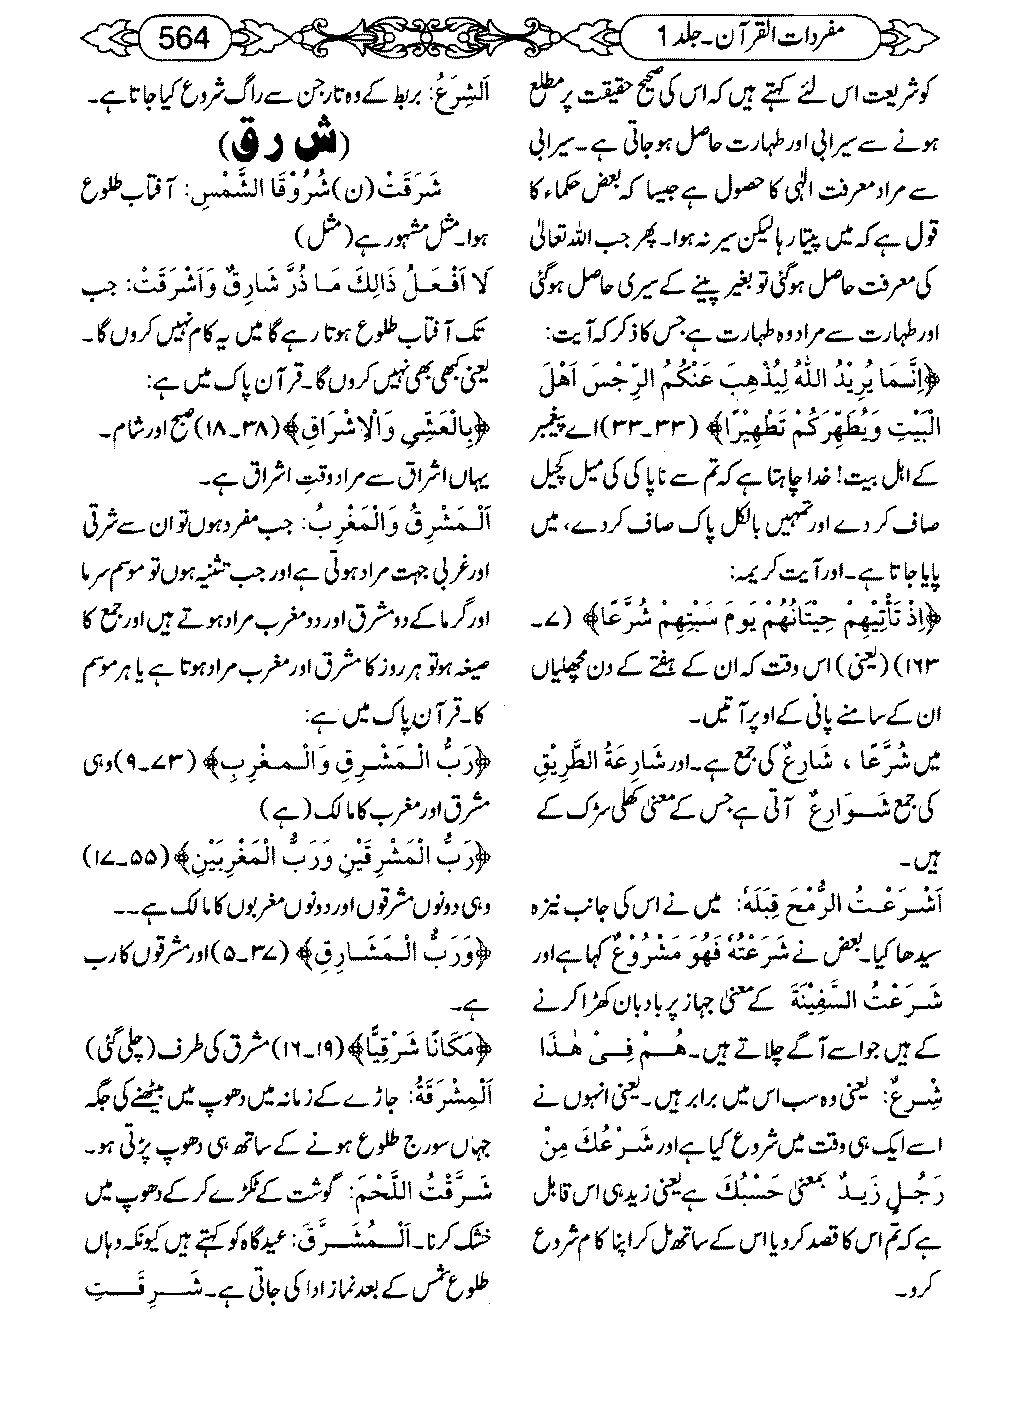 مفردات القرآن۔جلد 1
564
کو شریعت اس لئے کہتے ہیں کہ اس کی صحیح حقیقت پر مطلع
ہونے سے سیرابی اور طہارت حاصل ہو جاتی ہے۔سیرابی
سے مراد معرفت الٰہی کا حصول ہے جیسا کہ بعض حکماء کا
قول ہے کہ میں پیتا رہا لیکن سیر نہ ہوا۔ پھر جب اللہ تعالیٰ
کی معرفت حاصل ہوگئی تو بغیر پینے کے سیری حاصل ہوگئی
اور طہارت سے مراد وہ طہارت ہے جس کا ذکر کہ آیت:
﴿اِنَّمَا یُرِیْدُ اللّٰهُ لِیُذْهِبَ عَنْکُمُ الرِّجْسَ اَهْلَ
الْبَیْتِ وَیُطَهِّرَکُمْ تَطْهِیْرًا﴾ (۳۳۔۳۳) اے پیغمبر
کے اہل بیت! خدا چاہتا ہے کہ تم سے ناپاکی کی میل کچیل
صاف کر دے اور تمہیں بالکل پاک صاف کر دے، میں
پایا جاتا ہے۔اور آیت کریمہ:
﴿اِذْ تَأْتِیْهِمْ حِیْتَانُهُمْ یَوْمَ سَبْتِهِمْ شُرَّعًا﴾ (۷۔
۱۶۳) (یعنی) اس وقت کہ ان کے ہفتے کے دن مچھلیاں
ان کے سامنے پانی کے اوپر آتیں۔
میں شُرَّعًا ، شَارِعٌ کی جمع ہے۔اور شَارِعَةُ الطَّرِیْقِ
کی جمع شَوَارِعٌ آتی ہے جس کے معنی کھلی سڑک کے
ہیں۔
اَشْرَعْتُ الرُّمْحَ قِبَلَهٗ: میں نے اس کی جانب نیزہ
سیدھا کیا۔بعض نے شَرَعْتُهٗ فَهُوَ مَشْرُوْعٌ کہا ہے اور
شَرَعْتُ السَّفِیْنَةَ کے معنی جہاز پر بادبان کھڑا کرنے
کے ہیں جو اسے آگے چلاتے ہیں۔هُمْ فِیْ هٰذَا
شِرْعٌ: یعنی وہ سب اس میں برابر ہیں۔یعنی انہوں نے
اسے ایک ہی وقت میں شروع کیا ہے اور شَرْعُكَ مِنْ
رَجُلٍ زَیْدٌ بمعنی حَسْبُكَ ہے یعنی زید ہی اس قابل
ہے کہ تم اس کا قصد کرو یا اس کے ساتھ مل کر اپنا کام شروع
کرو۔
اَلشِّرَعُ: بربط کے وہ تار جن سے راگ شروع کیا جاتا ہے۔
(ش ر ق)
شَرَقَتْ (ن) شُرُوْقًا الشَّمْسِ: آفتاب طلوع
ہوا۔مثل مشہور ہے (مثل)
لَا اَفْعَلُ ذَالِكَ مَا ذُرَّ شَارِقٌ وَاَشْرَقَتْ: جب
تک آفتاب طلوع ہوتا رہے گا میں یہ کام نہیں کروں گا۔
یعنی کبھی بھی نہیں کروں گا۔قرآن پاک میں ہے:
﴿بِالْعَشِیِّ وَالْاِشْرَاقِ﴾ (۳۸۔۱۸) صبح اور شام۔
یہاں اشراق سے مراد وقتِ اشراق ہے۔
اَلْمَشْرِقُ وَالْمَغْرِبُ: جب مفرد ہوں تو ان سے شرقی
اور غربی جہت مراد ہوتی ہے اور جب تثنیہ ہوں تو موسم سرما
اور گرما کے دو مشرق اور دو مغرب مراد ہوتے ہیں اور جمع کا
صیغہ ہو تو ہر روز کا مشرق اور مغرب مراد ہوتا ہے یا ہر موسم
کا۔قرآن پاک میں ہے:
﴿رَبُّ الْمَشْرِقِ وَالْمَغْرِبِ﴾ (۷۳۔۹) وہی
مشرق اور مغرب کا مالک (ہے)
﴿رَبُّ الْمَشْرِقَیْنِ وَرَبُّ الْمَغْرِبَیْنِ﴾ (۵۵۔۱۷)
وہی دونوں مشرقوں اور دونوں مغربوں کا مالک ہے۔۔
﴿وَرَبُّ الْمَشَارِقِ﴾ (۳۷۔۵) اور مشرقوں کا رب
ہے۔
﴿مَکَانًا شَرْقِیًّا﴾ (۱۹۔۱۶) مشرق کی طرف (چلی گئی)
اَلْمِشْرَقَةُ: جاڑے کے زمانہ میں دھوپ میں بیٹھنے کی جگہ
جہاں سورج طلوع ہونے کے ساتھ ہی دھوپ پڑتی ہو۔
شَرَّقْتُ اللَّحْمَ: گوشت کے ٹکڑے کر کے دھوپ میں
خشک کرنا۔اَلْمُشَرَّقُ: عیدگاہ کو کہتے ہیں کیونکہ وہاں
طلوع شمس کے بعد نماز ادا کی جاتی ہے۔شَرِقَتِ